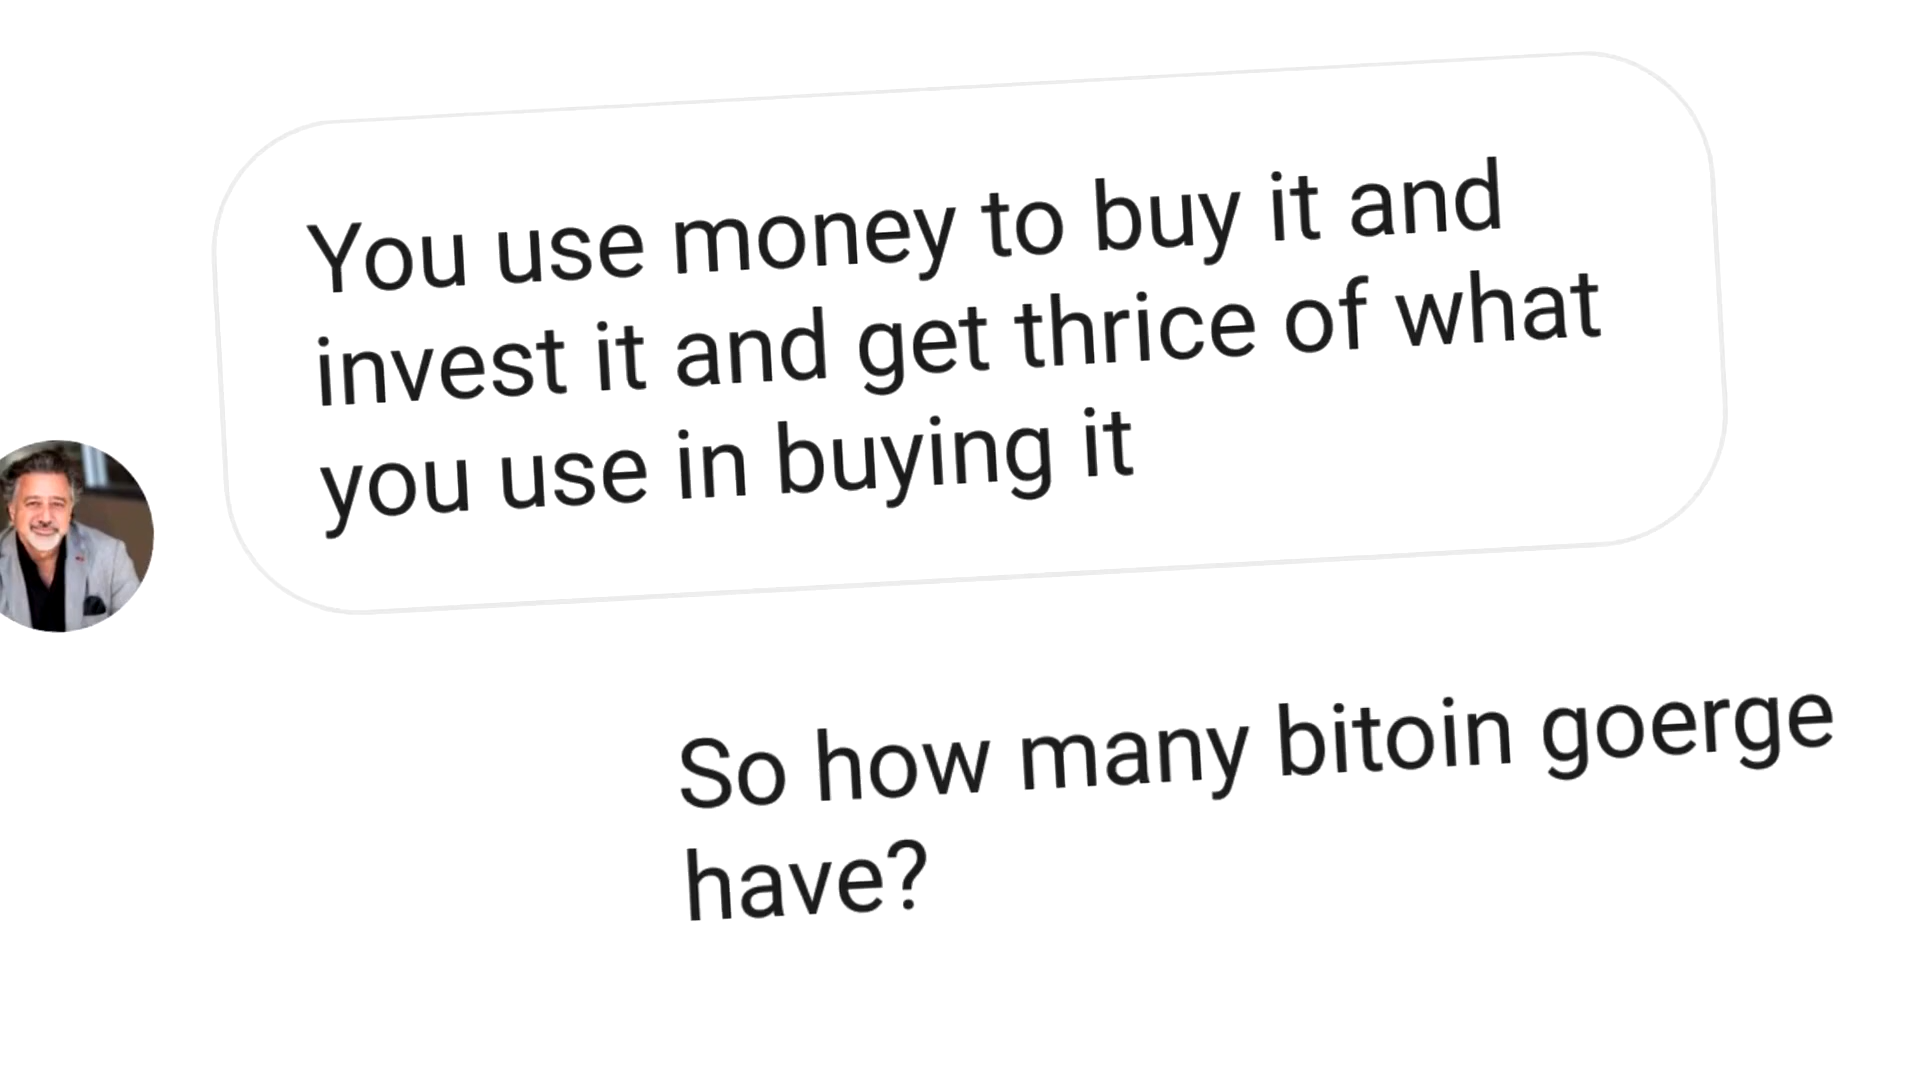 You use money to buy it and
invest it and get thrice of what
you use in buying it
So how many bitoin goerge
have?